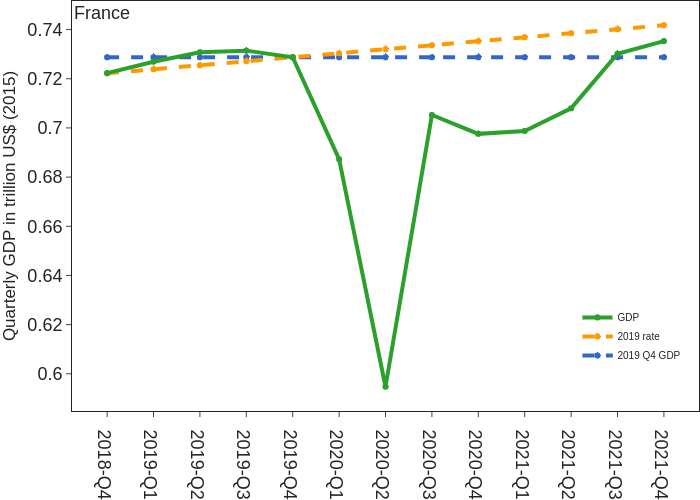 France
Quarterly GDP in trillion US$ (2015)
0.74
0.72
0.7
0.68
0.66
0.64
0.62
0.6
GDP
2019 rate
2019 Q4 GDP
2018-Q4
2019-Q1
2019-Q2
2019-Q3
2019-Q4
2020-Q1
2020-Q2
2020-Q3
2020-Q4
2021-Q1
2021-Q2
2021-Q3
2021-Q4